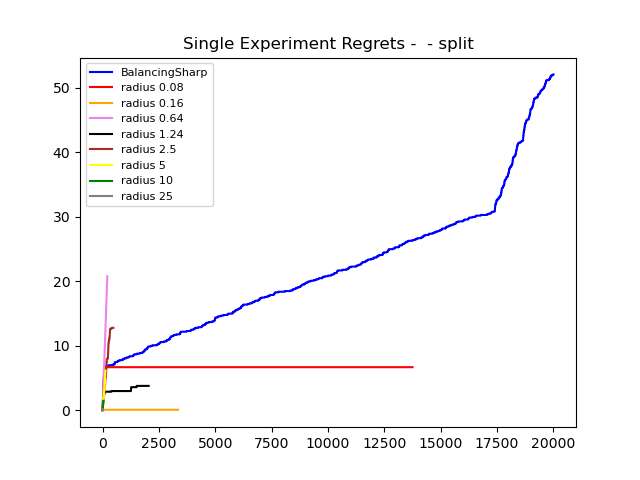 Single Experiment Regrets -  - split
BalancingSharp
radius 0.08
radius 0.16
radius 0.64
radius 1.24
radius 2.5
radius 5
radius 10
radius 25
50
40
30
20
10
0
0 2500 5000 7500 10000 12500 15000 17500 20000